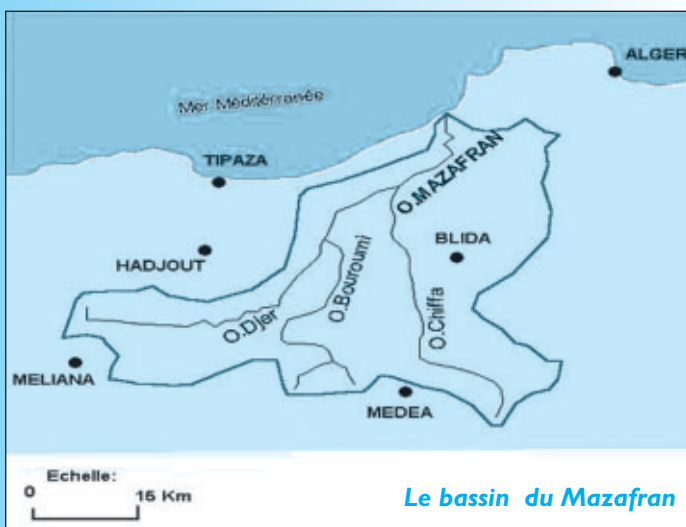 ALGER
Mer Méditérranée
TIPAZA
O.MAZAFRAN
HADJOUT
BLIDA
O.Bouroumi
O.Djer
O.Chiffa
MELIANA
MEDEA
Echelle:
0 15 Km
Le bassin du Mazafran